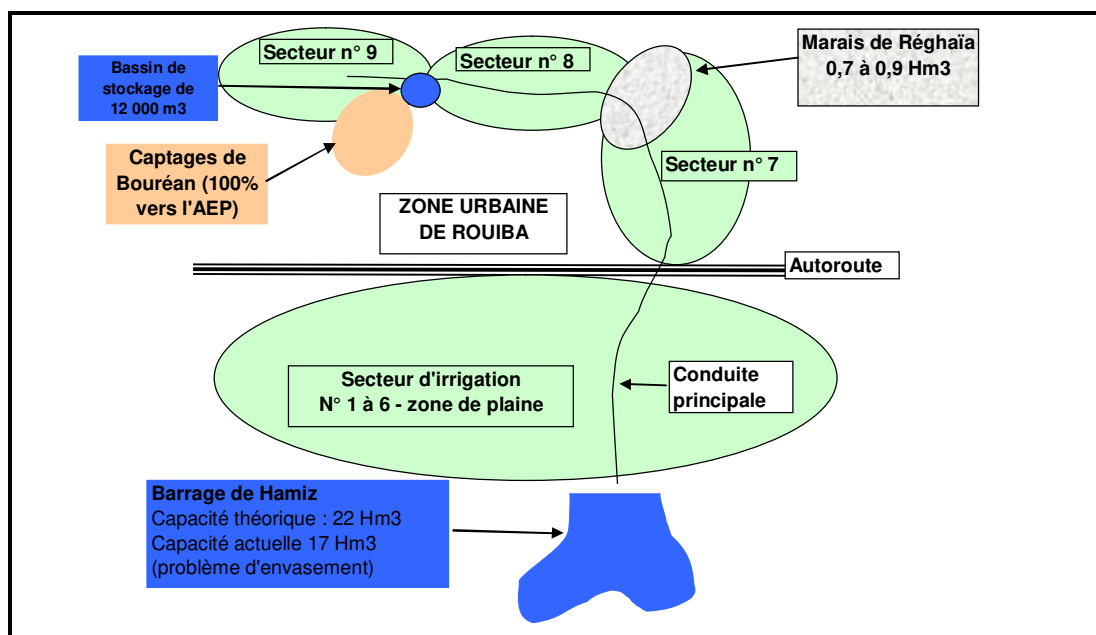 Secteur n° 9
Secteur n° 8
Marais de Réghaïa
0,7 à 0,9 Hm3
Bassin de
stockage de
12 000 m3
Captages de
Bouréan (100%
vers l'AEP)
Secteur n° 7
ZONE URBAINE
DE ROUIBA
Autoroute
Secteur d'irrigation
N° 1 à 6 - zone de plaine
Conduite
principale
Barrage de Hamiz
Capacité théorique : 22 Hm3
Capacité actuelle 17 Hm3
(problème d'envasement)